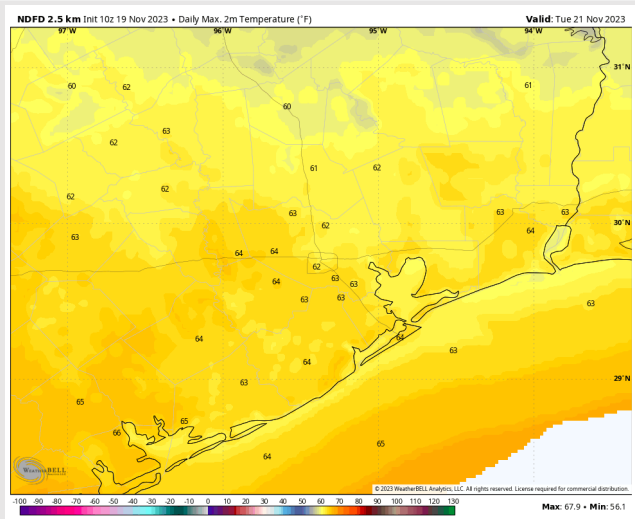 NDFD 2.5 km Init 10z 19 Nov 2023 • Daily Max. 2m Temperature (°F) Valid: Tue 21 Nov 2023
97°W 96°W 95°W 94°W
31°N
60 62 61
60
63
62
61 62
62 62
63 63 63
30°N
62 64
63
64 64
62
64 63 63
63 63 63
64 64
63
64
29°N
63
65
65
66
65
64
WEATHERBELL
© 2023 WeatherBELL Analytics, LLC. All rights reserved. License required for commercial distribution.
-100 -90 -80 -70 -60 -50 -40 -30 -20 -10 0 10 20 30 40 50 60 70 80 90 100 110 120 130
Max: 67.9 • Min: 56.1